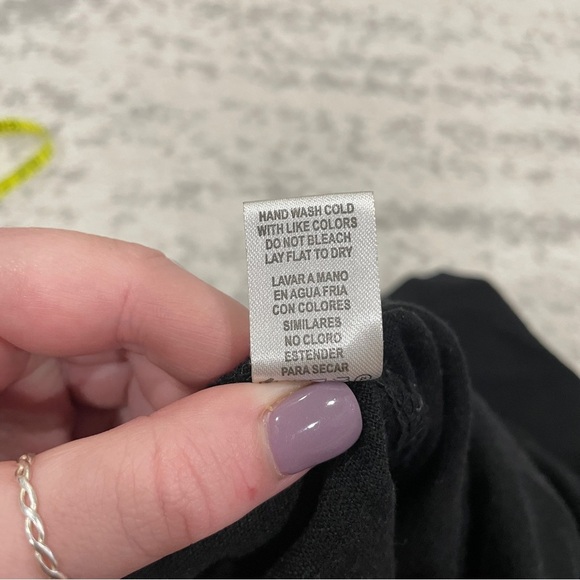 HAND WASH COLD
WITH LIKE COLORS
DO NOT BLEACH
LAY FLAT TO DRY
LAVAR A MANO
EN AGUA FRIA
CON COLORES
SIMILARES
NO CLORO
ESTENDER
PARA SECAR